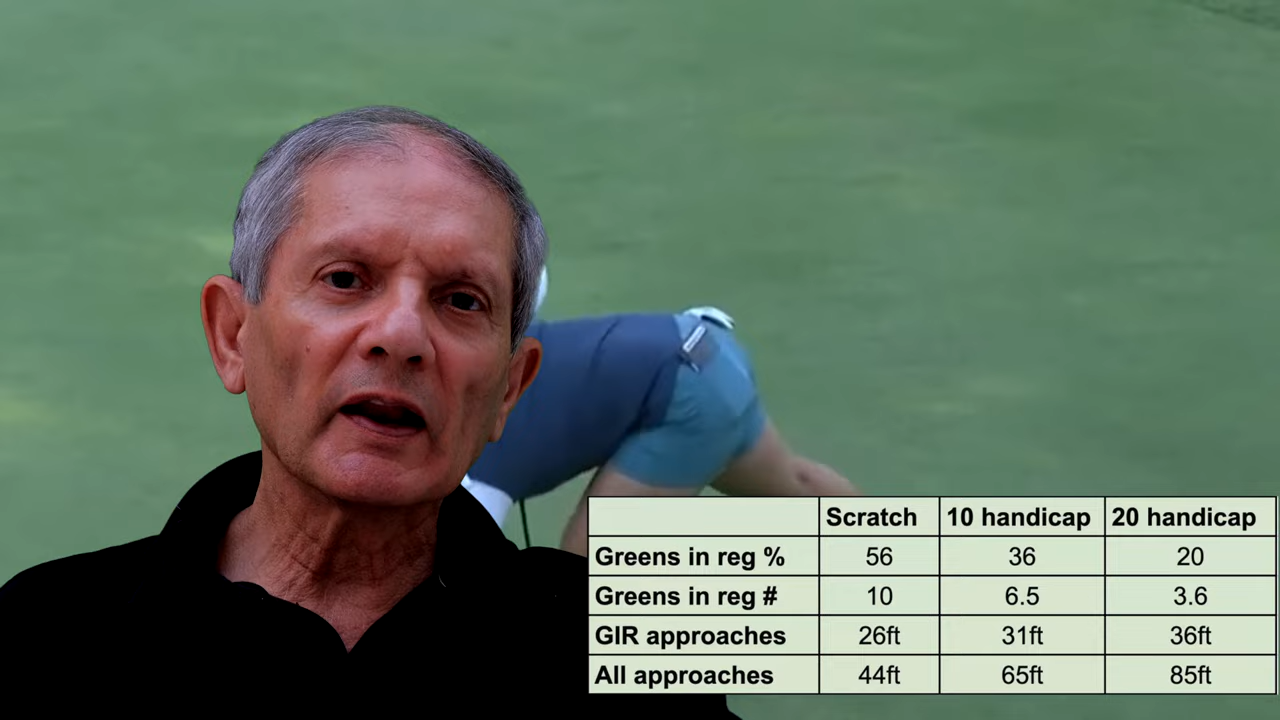 Scratch 10 handicap 20 handicap
Greens in reg % 56 36 20
Greens in reg # 10 6.5 3.6
GIR approaches 26ft 31ft 36ft
All approaches 44ft 65ft 85ft